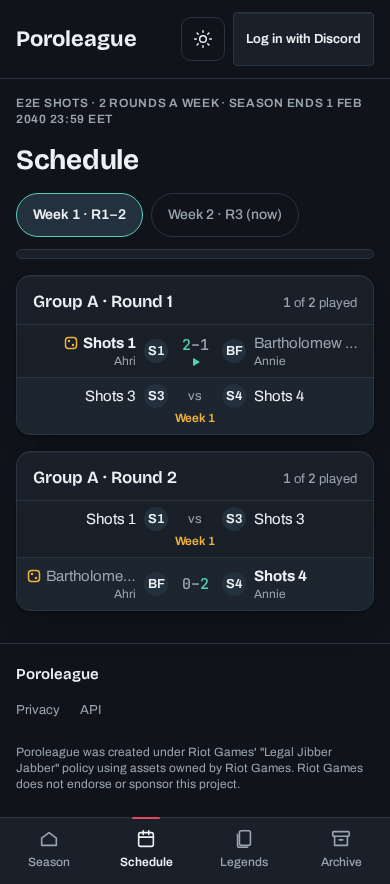 Poroleague
Log in with Discord
E2E SHOTS · 2 ROUNDS A WEEK · SEASON ENDS 1 FEB
2040 23:59 EET
Schedule
Week 1 · R1–2
Week 2 · R3 (now)
Group A · Round 1
1 of 2 played
Shots 1
Ahri
S1
2–1
BF
Bartholomew ...
Annie
Shots 3
S3
vs
S4
Shots 4
Week 1
Group A · Round 2
1 of 2 played
Shots 1
S1
vs
S3
Shots 3
Week 1
Bartholome...
Ahri
BF
0–2
S4
Shots 4
Annie
Poroleague
Privacy
API
Poroleague was created under Riot Games' "Legal Jibber
Jabber" policy using assets owned by Riot Games. Riot Games
does not endorse or sponsor this project.
Season
Schedule
Legends
Archive